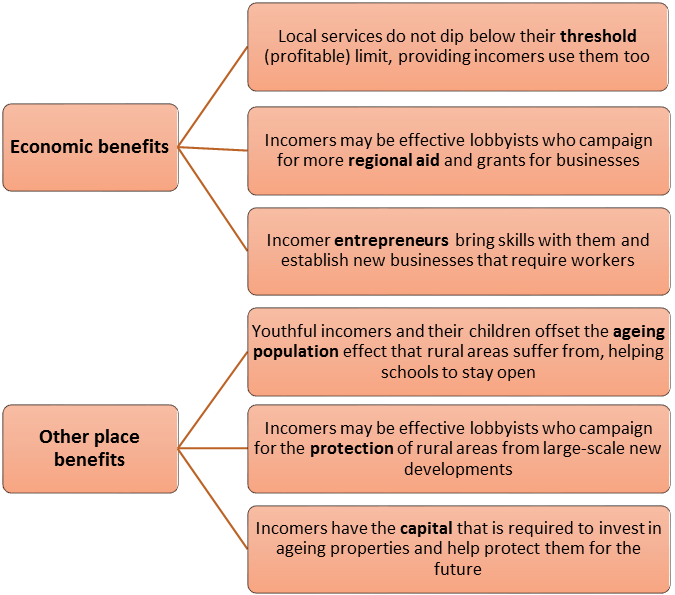 Economic benefits
Local services do not dip below their threshold
(profitable) limit, providing incomers use them too
Incomers may be effective lobbyists who campaign
for more regional aid and grants for businesses
Incomer entrepreneurs bring skills with them and
establish new businesses that require workers
Other place
benefits
Youthful incomers and their children offset the ageing
population effect that rural areas suffer from, helping
schools to stay open
Incomers may be effective lobbyists who campaign
for the protection of rural areas from large-scale new
developments
Incomers have the capital that is required to invest in
ageing properties and help protect them for the
future